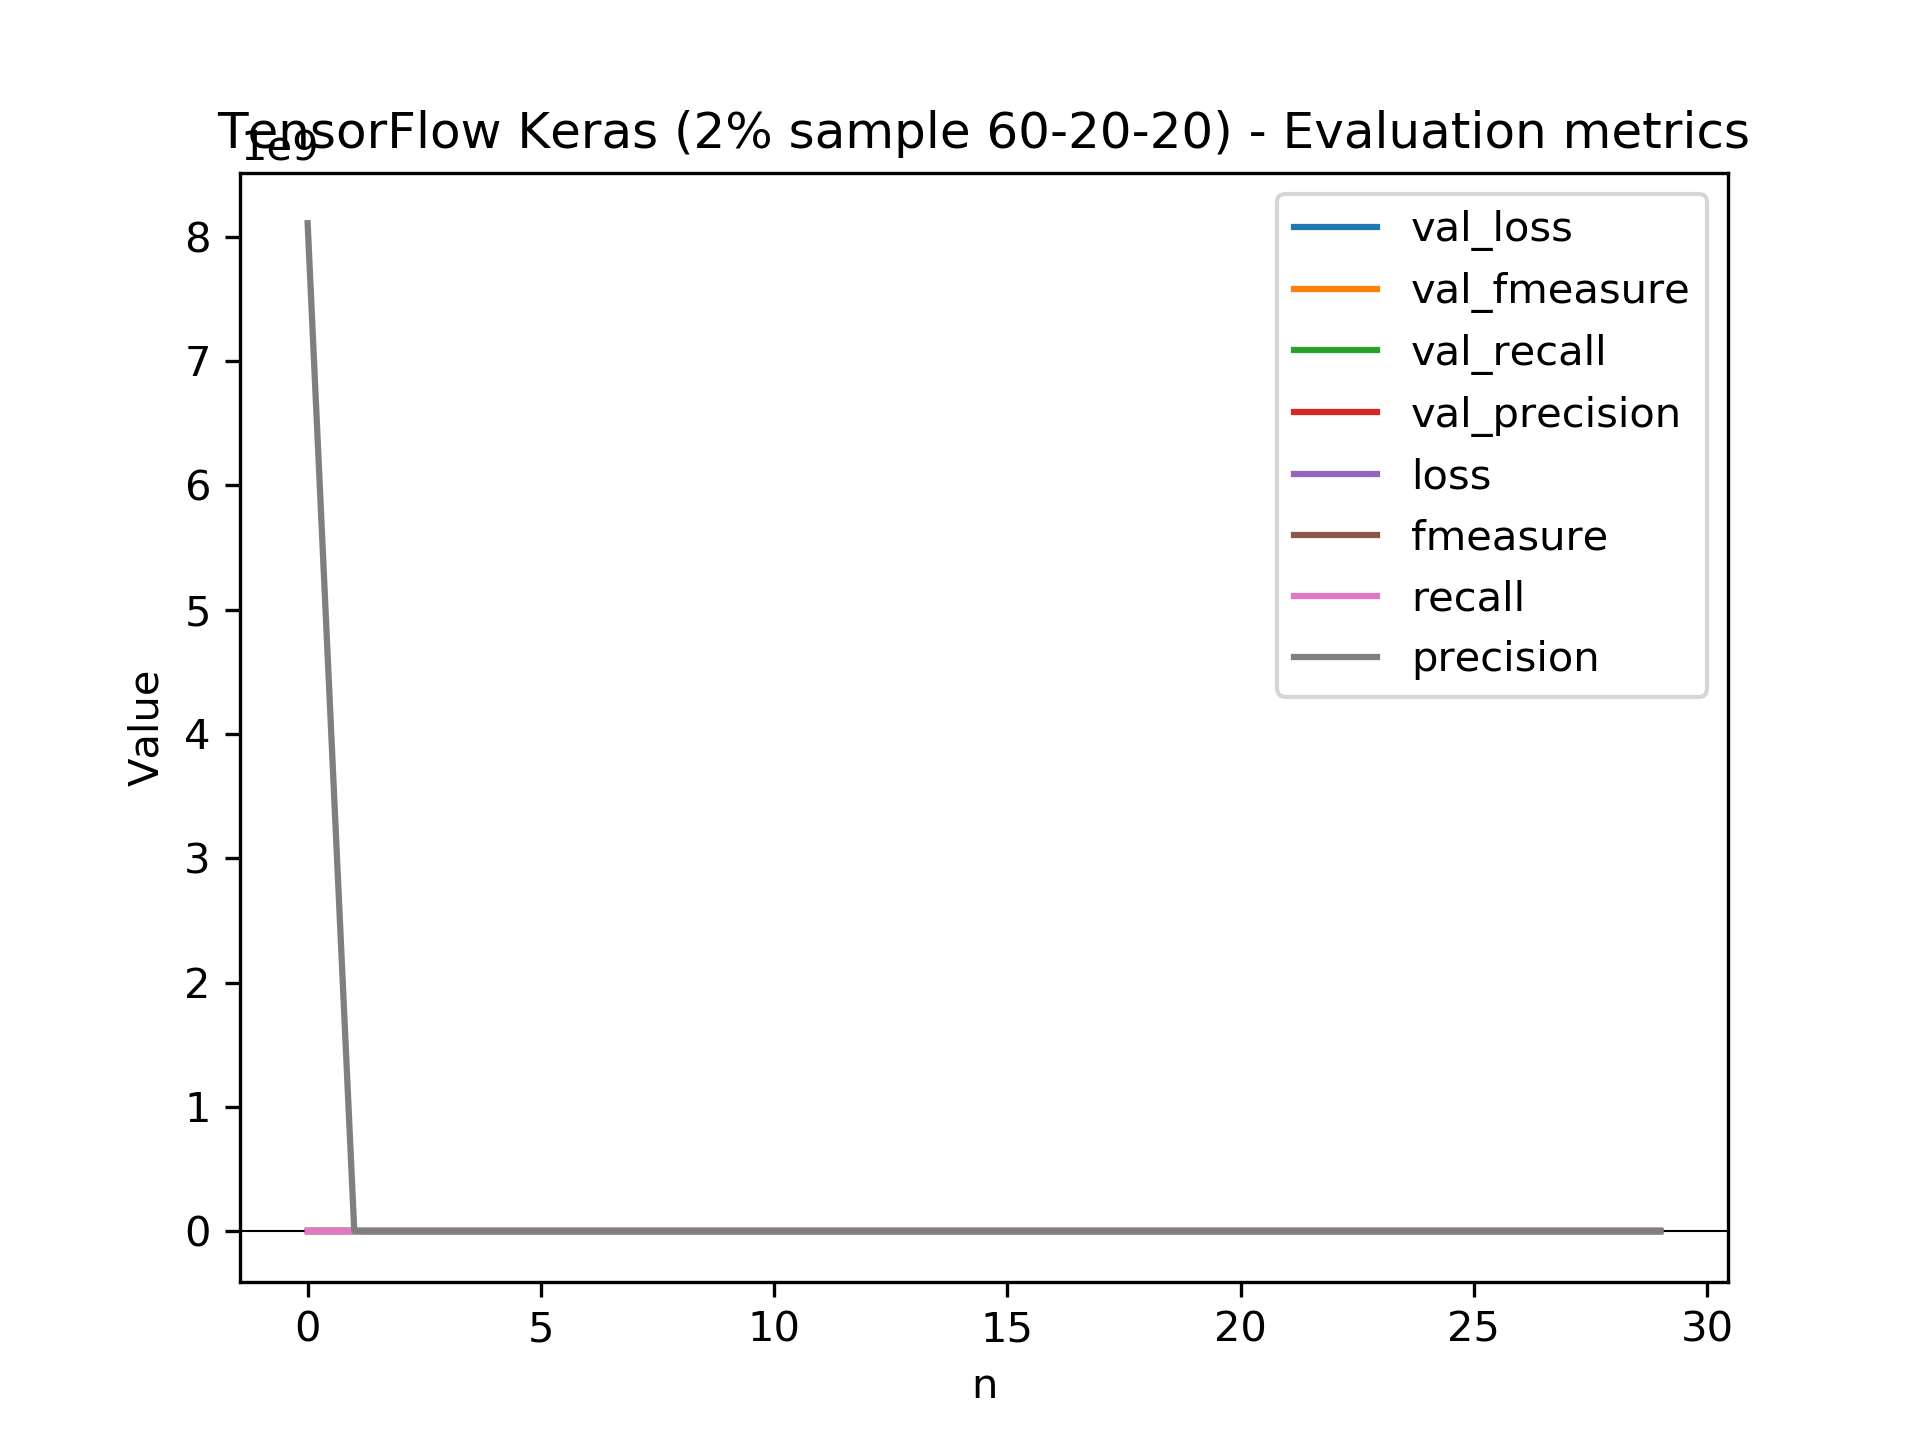 TensorFlow Keras (2% sample 60-20-20) - Evaluation metrics
1e9
val_loss
val_fmeasure
val_recall
val_precision
loss
fmeasure
recall
precision
8
7
6
5
4
3
2
1
0
Value
0 5 10 15 20 25 30
n